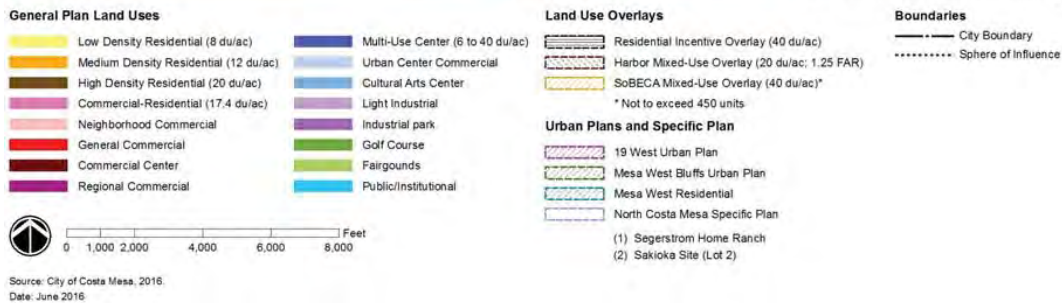 General Plan Land Uses
Low Density Residential (8 du/ac)
Medium Density Residential (12 du/ac)
High Density Residential (20 du/ac)
Commercial-Residential (17.4 du/ac)
Neighborhood Commercial
General Commercial
Commercial Center
Regional Commercial
Multi-Use Center (6 to 40 du/ac)
Urban Center Commercial
Cultural Arts Center
Light Industrial
Industrial park
Golf Course
Fairgounds
Public/Institutional
Land Use Overlays
Residential Incentive Overlay (40 du/ac)
Harbor Mixed-Use Overlay (20 du/ac; 1.25 FAR)
SoBECA Mixed-Use Overlay (40 du/ac)*
* Not to exceed 450 units
Urban Plans and Specific Plan
19 West Urban Plan
Mesa West Bluffs Urban Plan
Mesa West Residential
North Costa Mesa Specific Plan
(1) Segerstrom Home Ranch
(2) Sakioka Site (Lot 2)
Boundaries
City Boundary
Sphere of Influence
Feet
0 1,000 2,000 4,000 6,000 8,000
Source: City of Costa Mesa, 2016.
Date: June 2016